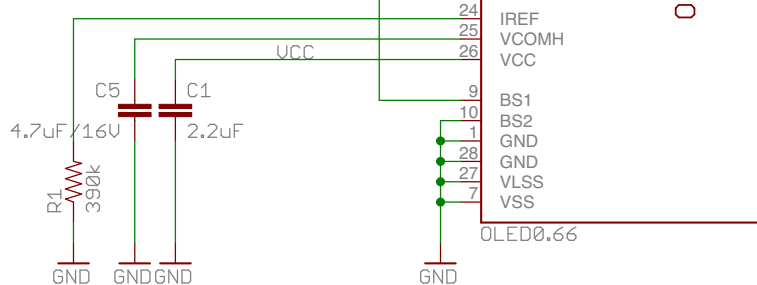 24 IREF
25 VCOMH
VCC 26 VCC
C5 C1
9 BS1
4.7uF/16V 2.2uF
10 BS2
1 GND
28 GND
R1 390k
27 VLSS
7 VSS
OLED0.66
GND GND GND GND